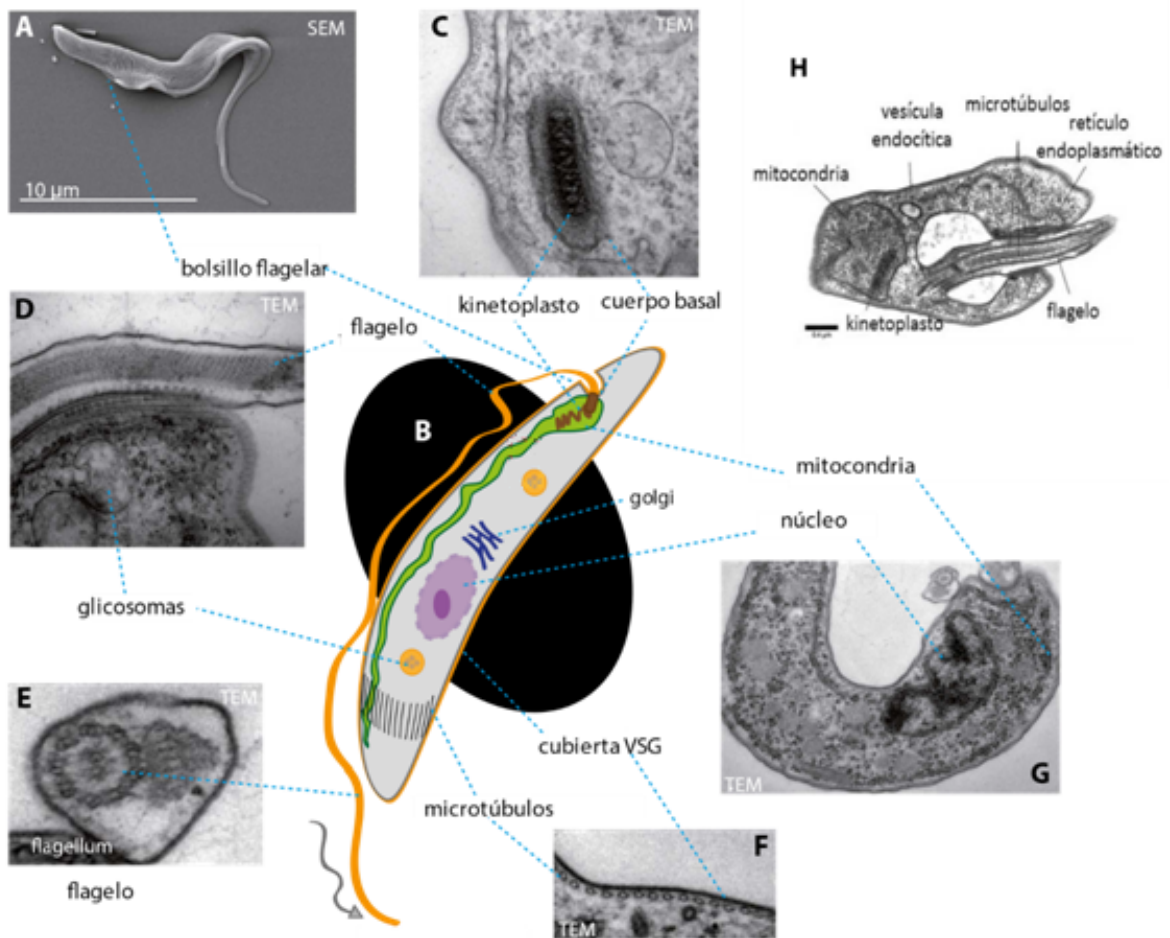 A
SEM
10 µm
C
TEM
H
vesícula
endocítica
microtúbulos
retículo
endoplasmático
mitocondria
kinetoplasto
flagelo
bolsillo flagelar
kinetoplasto
cuerpo basal
D
TEM
flagelo
B
mitocondria
golgi
núcleo
glicosomas
E
TEM
flagellum
flagelo
cubierta VSG
microtúbulos
G
TEM
F
TEM